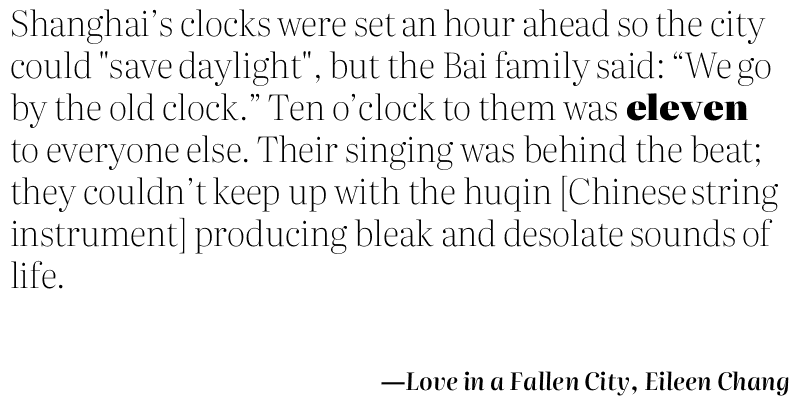 Shanghai’s clocks were set an hour ahead so the city
could "save daylight", but the Bai family said: “We go
by the old clock.” Ten o’clock to them was eleven
to everyone else. Their singing was behind the beat;
they couldn’t keep up with the huqin [Chinese string
instrument] producing bleak and desolate sounds of
life.
—Love in a Fallen City, Eileen Chang